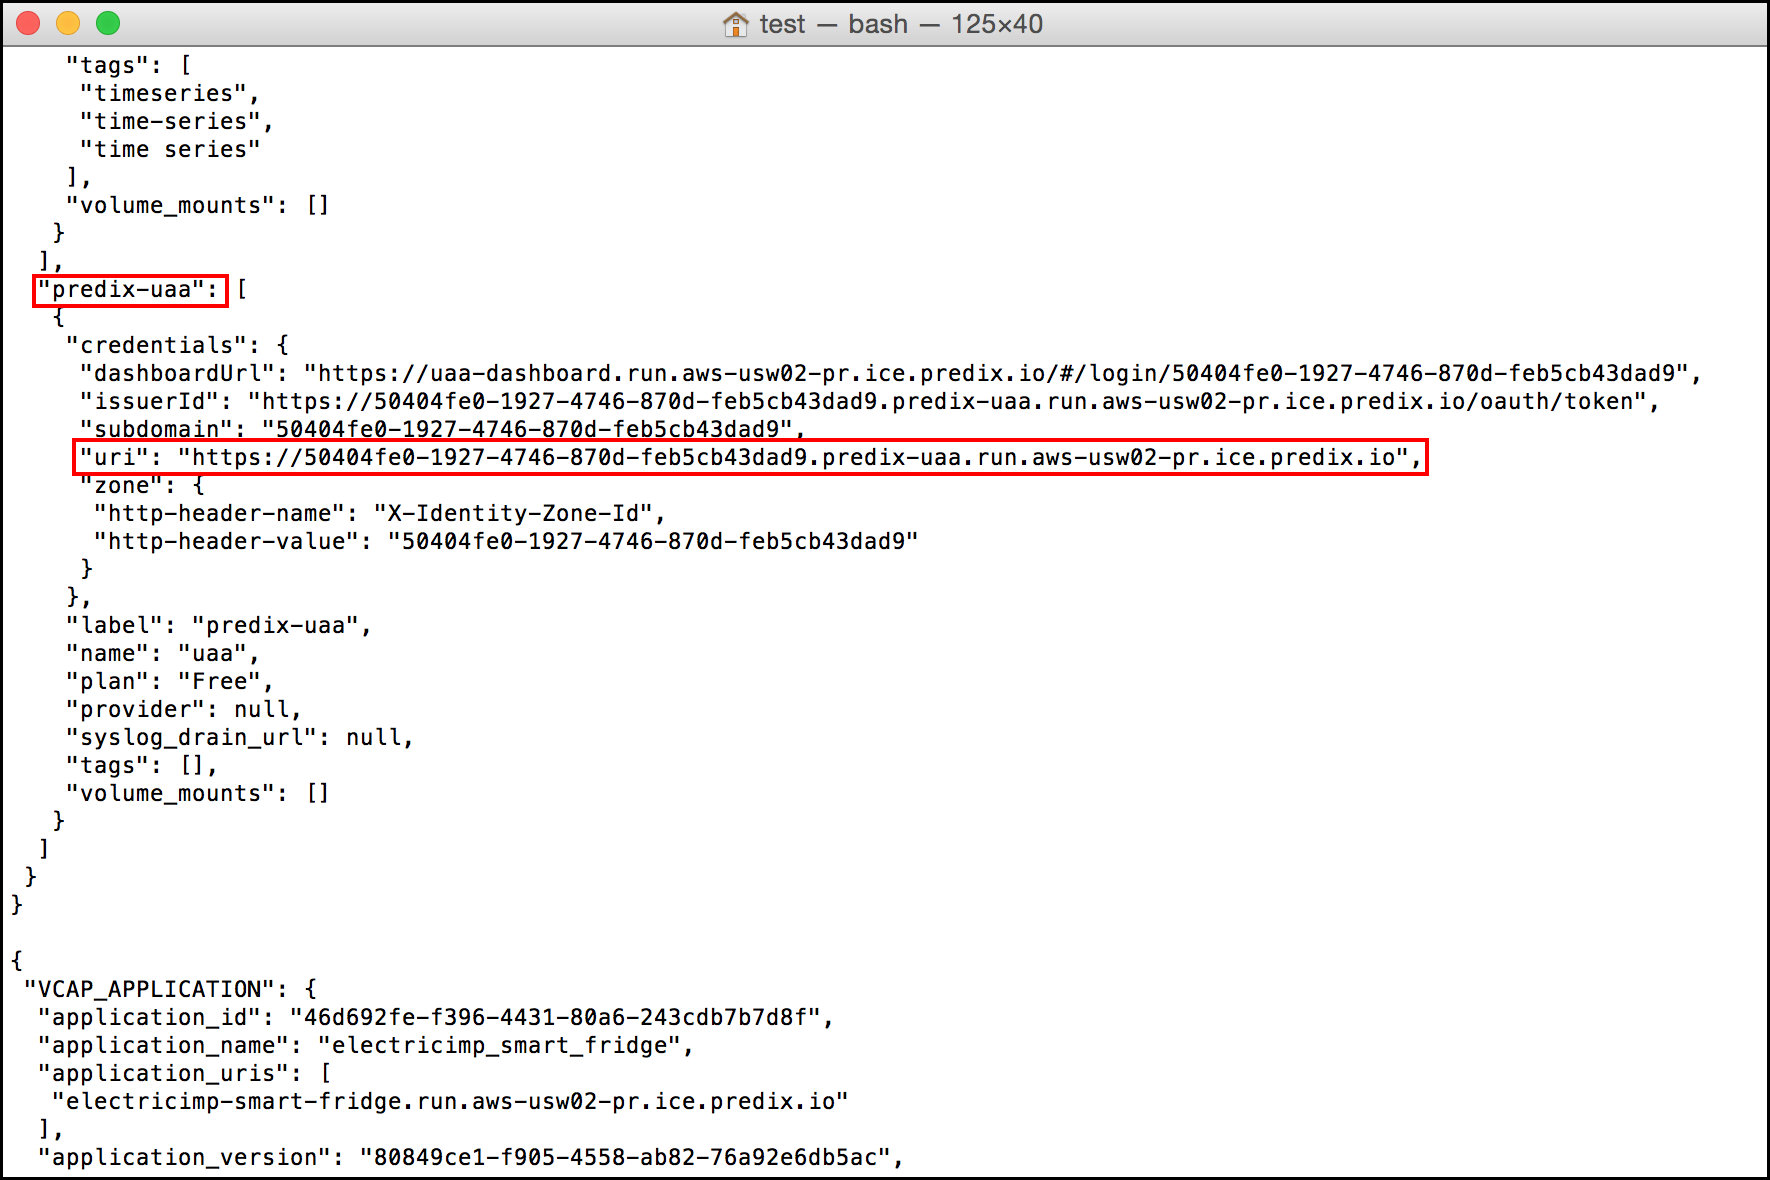 test — bash — 125×40
"tags": [
"timeseries",
"time-series",
"time series"
],
"volume_mounts": []
}
],
"predix-uaa": [
{
"credentials": {
"dashboardUrl": "https://uaa-dashboard.run.aws-usw02-pr.ice.predix.io/#/login/50404fe0-1927-4746-870d-feb5cb43dad9",
"issuerId": "https://50404fe0-1927-4746-870d-feb5cb43dad9.predix-uaa.run.aws-usw02-pr.ice.predix.io/oauth/token",
"subdomain": "50404fe0-1927-4746-870d-feb5cb43dad9",
"uri": "https://50404fe0-1927-4746-870d-feb5cb43dad9.predix-uaa.run.aws-usw02-pr.ice.predix.io",
"zone": {
"http-header-name": "X-Identity-Zone-Id",
"http-header-value": "50404fe0-1927-4746-870d-feb5cb43dad9"
}
},
"label": "predix-uaa",
"name": "uaa",
"plan": "Free",
"provider": null,
"syslog_drain_url": null,
"tags": [],
"volume_mounts": []
}
]
}
}
{
"VCAP_APPLICATION": {
"application_id": "46d692fe-f396-4431-80a6-243cdb7b7d8f",
"application_name": "electricimp_smart_fridge",
"application_uris": [
"electricimp-smart-fridge.run.aws-usw02-pr.ice.predix.io"
],
"application_version": "80849ce1-f905-4558-ab82-76a92e6db5ac",